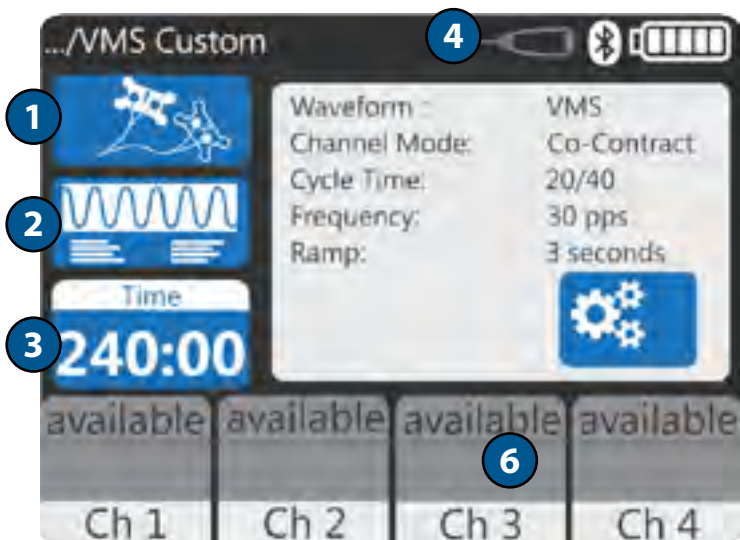 .../VMS Custom
4
1
Waveform : VMS
Channel Mode: Co-Contract
Cycle Time: 20/40
Frequency: 30 pps
Ramp: 3 seconds
2
Time
3
240:00
available available available available
6
Ch 1 Ch 2 Ch 3 Ch 4